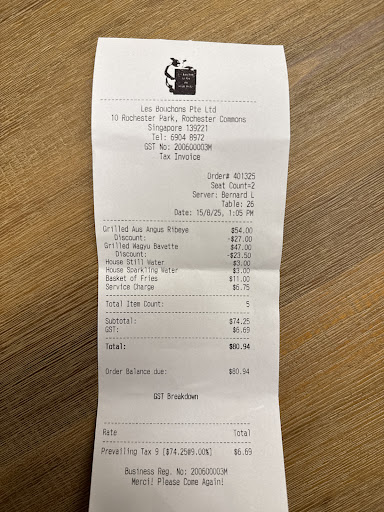 Les Bouchons Pte Ltd
10 Rochester Park, Rochester Commons
Singapore 139221
Tel: 6904 8972
GST No: 200600003M
Tax Invoice
Order# 401325
Seat Count=2
Server: Bernard L
Table: 26
Date: 15/8/25, 1:05 PM
Grilled Aus Angus Ribeye $54.00
Discount: -$27.00
Grilled Wagyu Bavette $47.00
Discount: -$23.50
House Still Water $3.00
House Sparkling Water $3.00
Basket of Fries $11.00
Service Charge $6.75
Total Item Count: 5
Subtotal: $74.25
GST: $6.69
Total: $80.94
Order Balance due: $80.94
GST Breakdown
Rate Total
Prevailing Tax 9 [$74.25@9.00%] $6.69
Business Reg. No: 200600003M
Merci! Please Come Again!